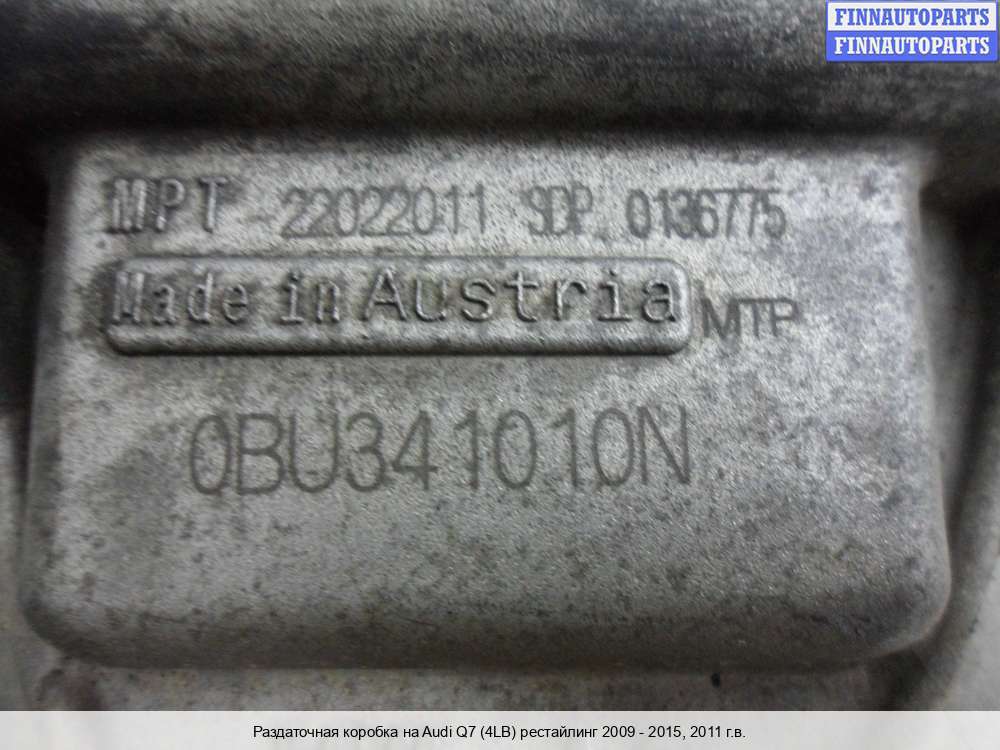 FINNAUTOPARTS
FINNAUTOPARTS
MPT 22022011 SDP 0136775
Made in Austria MTP
0BU341010N
Раздаточная коробка на Audi Q7 (4LB) рестайлинг 2009 - 2015, 2011 г.в.